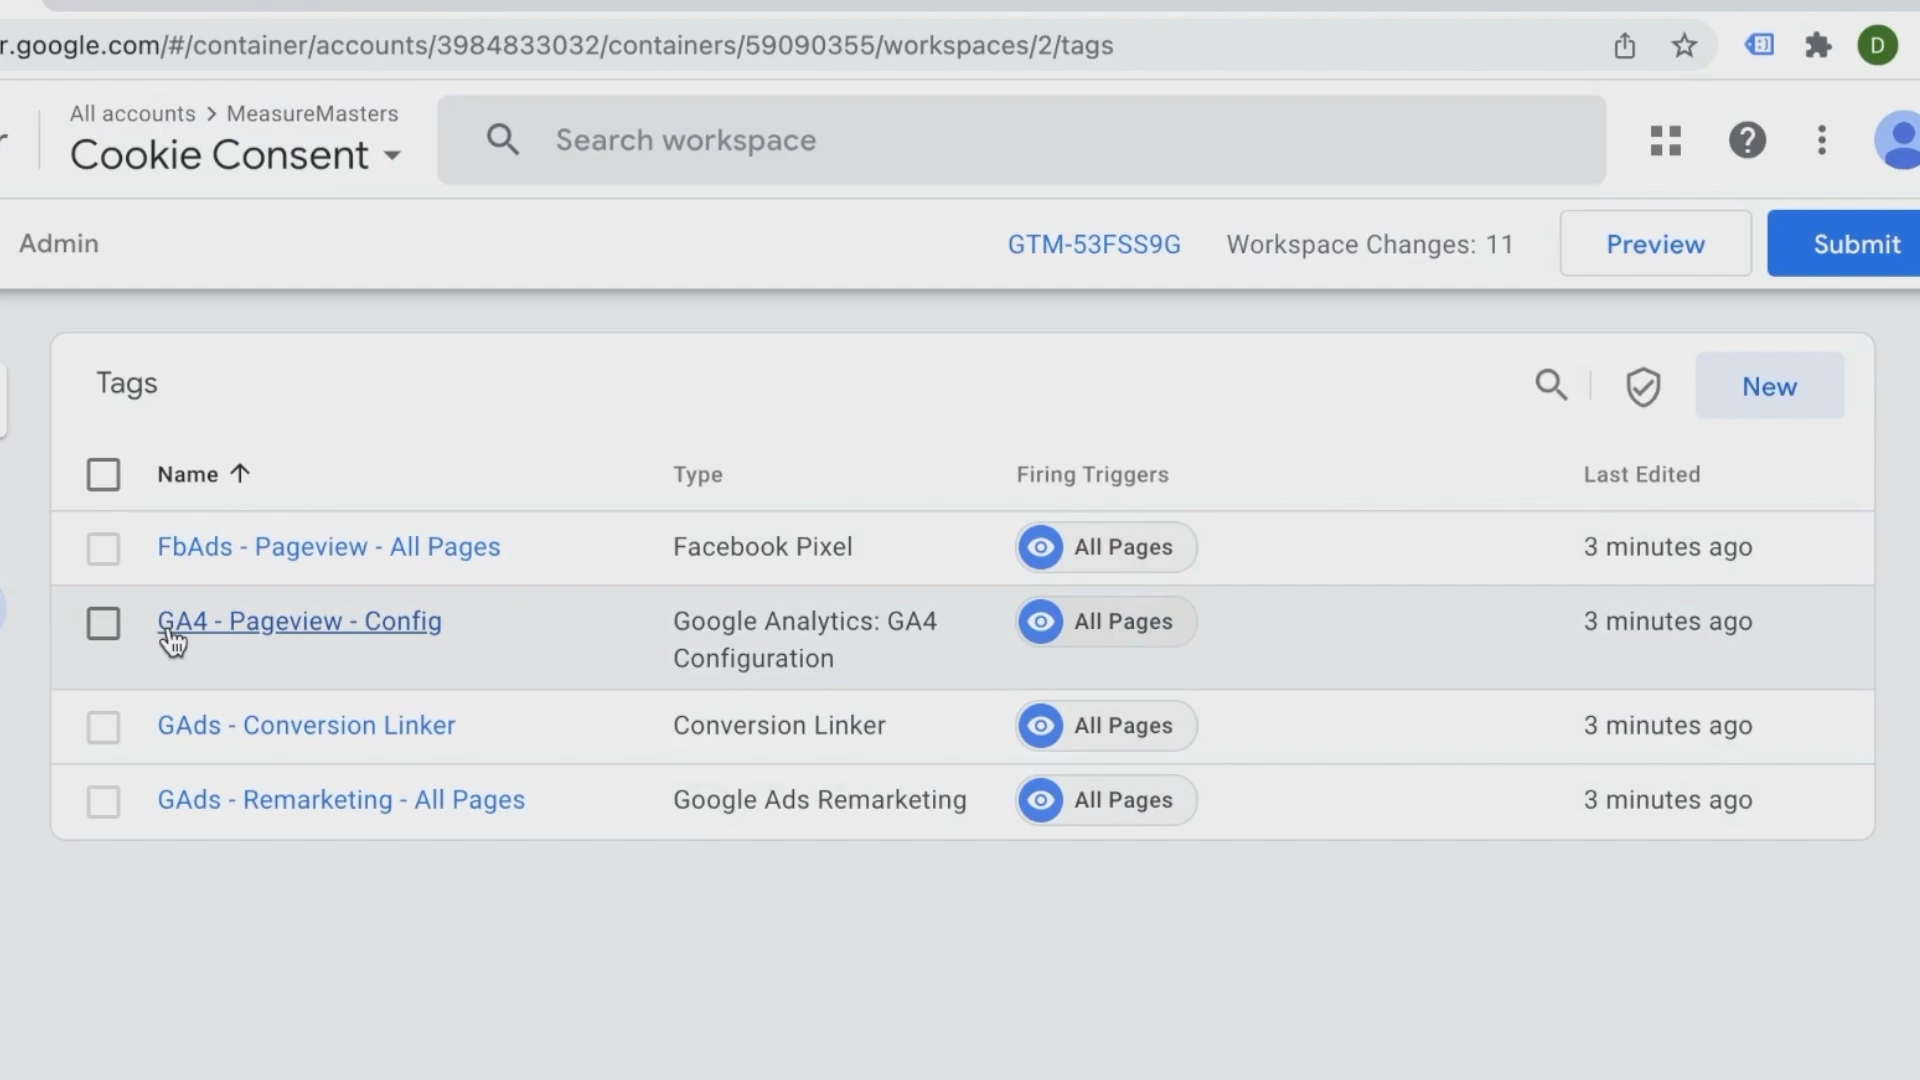 r.google.com/#/container/accounts/3984833032/containers/59090355/workspaces/2/tags
D
All accounts > MeasureMasters
Cookie Consent
Search workspace
Admin
GTM-53FSS9G
Workspace Changes: 11
Preview
Submit
Tags
New
Name
Type
Firing Triggers
Last Edited
FbAds - Pageview - All Pages
Facebook Pixel
All Pages
3 minutes ago
GA4 - Pageview - Config
Google Analytics: GA4
Configuration
All Pages
3 minutes ago
GAds - Conversion Linker
Conversion Linker
All Pages
3 minutes ago
GAds - Remarketing - All Pages
Google Ads Remarketing
All Pages
3 minutes ago